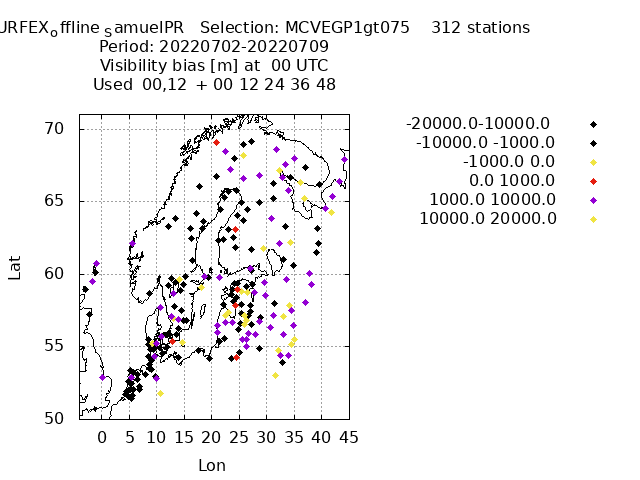 URFEXoffline SamuelPR Selection: MCVEGP1gt075 312 stations
Period: 20220702-20220709
Visibility bias [m] at 00 UTC
Used 00,12 + 00 12 24 36 48
-20000.0-10000.0
-10000.0 -1000.0
-1000.0 0.0
0.0 1000.0
1000.0 10000.0
10000.0 20000.0
70
65
60
55
50
Lat
0 5 10 15 20 25 30 35 40 45
Lon